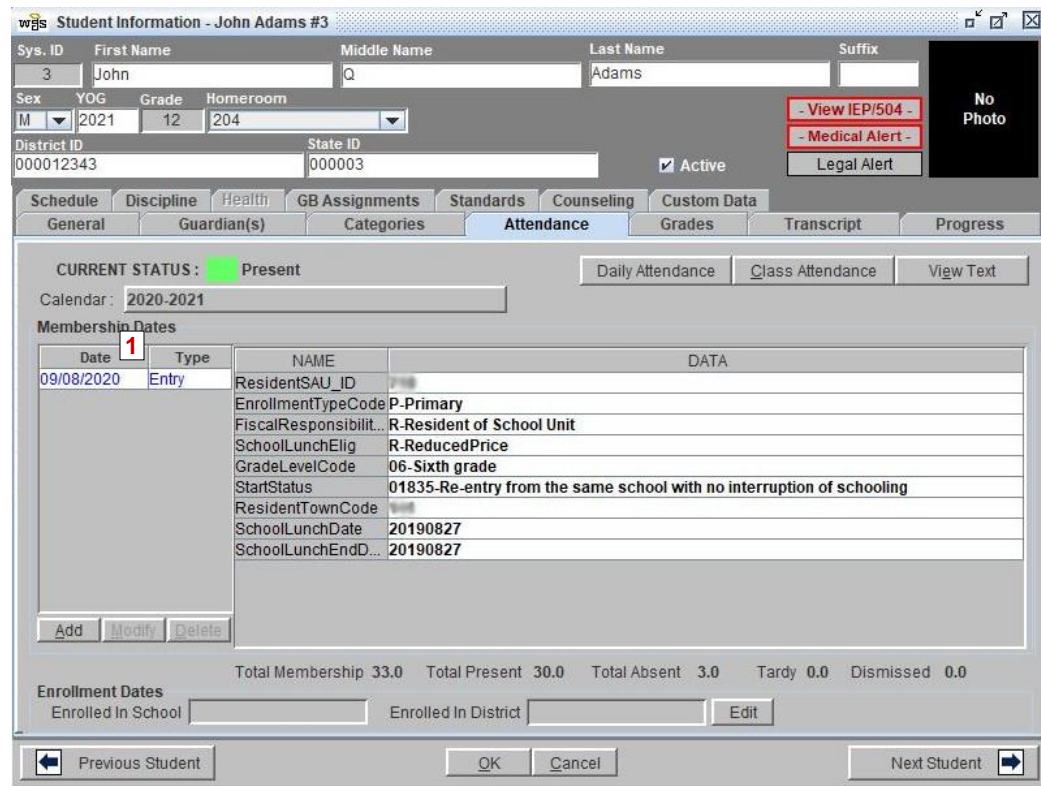 wgs Student Information - John Adams #3
Sys. ID First Name Middle Name Last Name Suffix
3 John Q Adams
Sex YOG Grade Homeroom
M 2021 12 204
- View IEP/504 -
- Medical Alert -
Legal Alert
No
Photo
District ID State ID
000012343 000003 Active
Schedule Discipline Health GB Assignments Standards Counseling Custom Data
General Guardian(s) Categories Attendance Grades Transcript Progress
CURRENT STATUS : Present Daily Attendance Class Attendance View Text
Calendar : 2020-2021
Membership Dates
1
Date Type NAME DATA
09/08/2020 Entry ResidentSAU_ID
EnrollmentTypeCode P-Primary
FiscalResponsibilit... R-Resident of School Unit
SchoolLunchElig R-ReducedPrice
GradeLevelCode 06-Sixth grade
StartStatus 01835-Re-entry from the same school with no interruption of schooling
ResidentTownCode
SchoolLunchDate 20190827
SchoolLunchEndD... 20190827
Add Modify Delete
Total Membership 33.0 Total Present 30.0 Total Absent 3.0 Tardy 0.0 Dismissed 0.0
Enrollment Dates
Enrolled In School Enrolled In District Edit
Previous Student OK Cancel Next Student